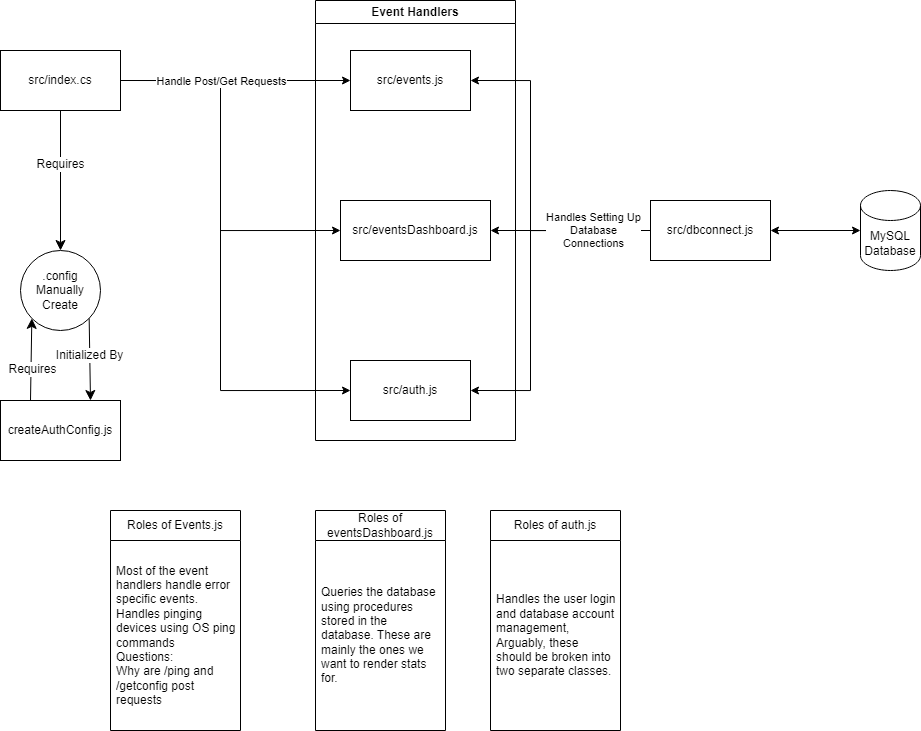 Event Handlers
src/index.cs
Handle Post/Get Requests
src/events.js
Requires
src/eventsDashboard.js
Handles Setting Up
Database
Connections
src/dbconnect.js
MySQL
Database
.config
Manually
Create
Initialized By
Requires
src/auth.js
createAuthConfig.js
Roles of Events.js
Most of the event
handlers handle error
specific events.
Handles pinging
devices using OS ping
commands
Questions:
Why are /ping and
/getconfig post
requests
Roles of
eventsDashboard.js
Queries the database
using procedures
stored in the
database. These are
mainly the ones we
want to render stats
for.
Roles of auth.js
Handles the user login
and database account
management,
Arguably, these
should be broken into
two separate classes.